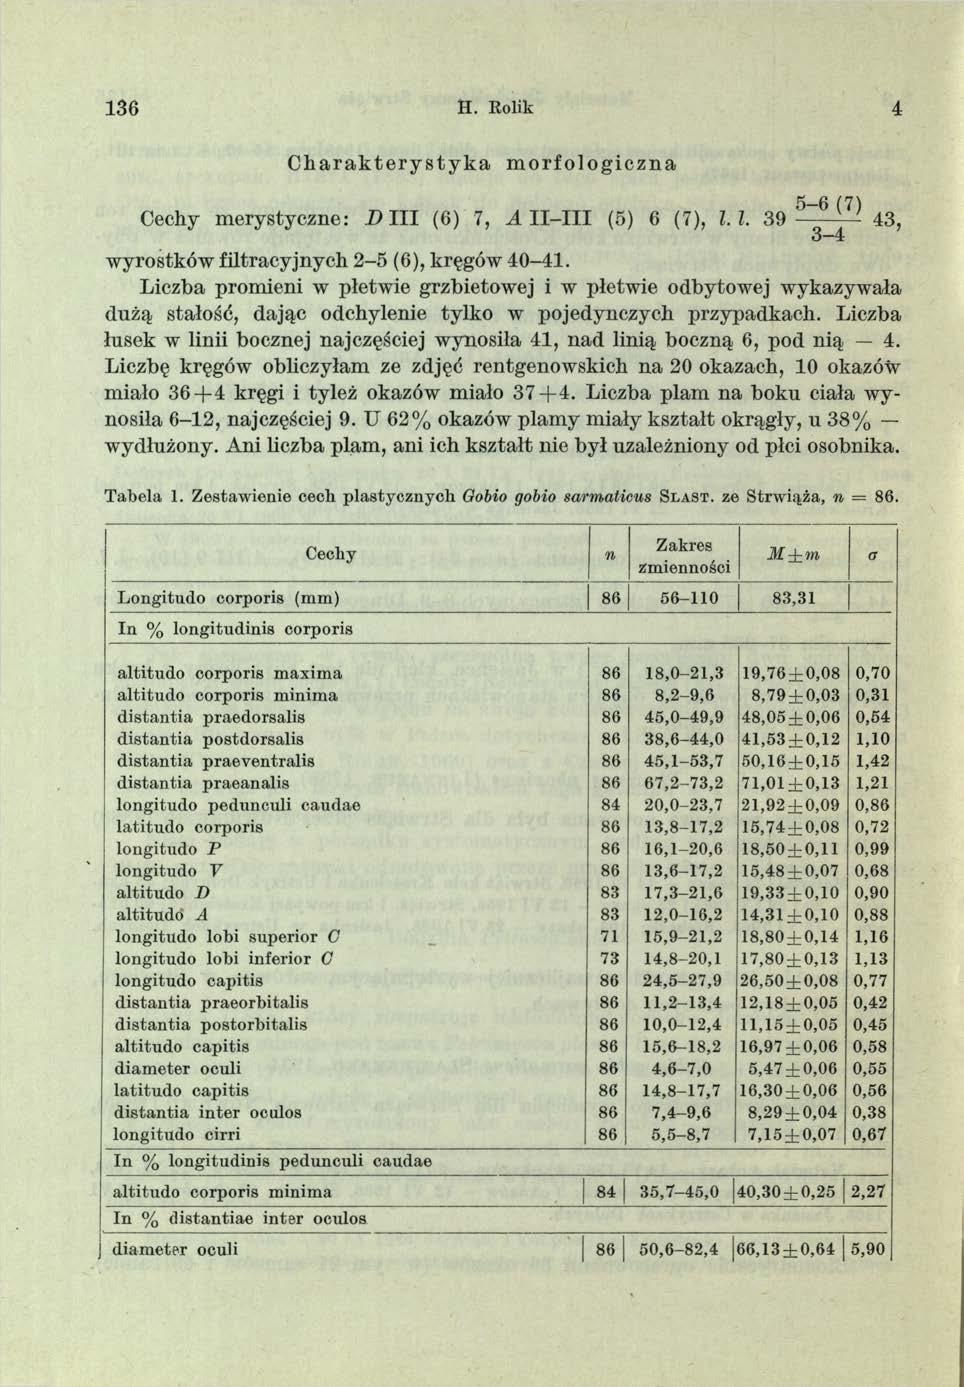 136 H. Rolik 4
Charakterystyka morfologiczna
Cechy merystyczne: D III (6) 7, A II–III (5) 6 (7), l. l. 39 5–6 (7)/3–4 43,
wyrostków filtracyjnych 2–5 (6), kręgów 40–41.
Liczba promieni w płetwie grzbietowej i w płetwie odbytowej wykazywała
dużą stałość, dając odchylenie tylko w pojedynczych przypadkach. Liczba
łusek w linii bocznej najczęściej wynosiła 41, nad linią boczną 6, pod nią — 4.
Liczbę kręgów obliczyłam ze zdjęć rentgenowskich na 20 okazach, 10 okazów
miało 36+4 kręgi i tyleż okazów miało 37+4. Liczba plam na boku ciała wy-
nosiła 6–12, najczęściej 9. U 62% okazów plamy miały kształt okrągły, u 38% —
wydłużony. Ani liczba plam, ani ich kształt nie był uzależniony od płci osobnika.
Tabela 1. Zestawienie cech plastycznych Gobio gobio sarmaticus SLAST. ze Strwiąża, n = 86.
Cechy n Zakres zmienności M±m σ
Longitudo corporis (mm) 86 56–110 83,31
In % longitudinis corporis
altitudo corporis maxima 86 18,0–21,3 19,76±0,08 0,70
altitudo corporis minima 86 8,2–9,6 8,79±0,03 0,31
distantia praedorsalis 86 45,0–49,9 48,05±0,06 0,54
distantia postdorsalis 86 38,6–44,0 41,53±0,12 1,10
distantia praeventralis 86 45,1–53,7 50,16±0,15 1,42
distantia praeanalis 86 67,2–73,2 71,01±0,13 1,21
longitudo pedunculi caudae 84 20,0–23,7 21,92±0,09 0,86
latitudo corporis 86 13,8–17,2 15,74±0,08 0,72
longitudo P 86 16,1–20,6 18,50±0,11 0,99
longitudo V 86 13,6–17,2 15,48±0,07 0,68
altitudo D 83 17,3–21,6 19,33±0,10 0,90
altitudo A 83 12,0–16,2 14,31±0,10 0,88
longitudo lobi superior C 71 15,9–21,2 18,80±0,14 1,16
longitudo lobi inferior C 73 14,8–20,1 17,80±0,13 1,13
longitudo capitis 86 24,5–27,9 26,50±0,08 0,77
distantia praeorbitalis 86 11,2–13,4 12,18±0,05 0,42
distantia postorbitalis 86 10,0–12,4 11,15±0,05 0,45
altitudo capitis 86 15,6–18,2 16,97±0,06 0,58
diameter oculi 86 4,6–7,0 5,47±0,06 0,55
latitudo capitis 86 14,8–17,7 16,30±0,06 0,56
distantia inter oculos 86 7,4–9,6 8,29±0,04 0,38
longitudo cirri 86 5,5–8,7 7,15±0,07 0,67
In % longitudinis pedunculi caudae
altitudo corporis minima 84 35,7–45,0 40,30±0,25 2,27
In % distantiae inter oculos
diameter oculi 86 50,6–82,4 66,13±0,64 5,90